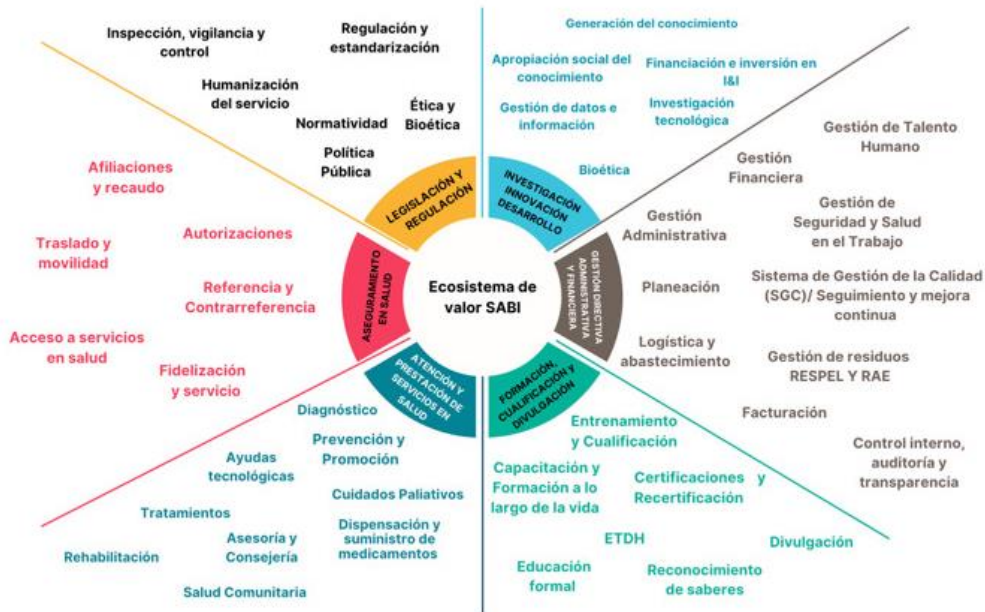 Inspección, vigilancia y
control
Regulación y
estandarización
Humanización
del servicio
Normatividad
Ética y
Bioética
Política
Pública
LEGISLACIÓN Y
REGULACIÓN
Generación del conocimiento
Apropiación social del
conocimiento
Financiación e inversión en
I&I
Gestión de datos e
información
Investigación
tecnológica
Bioética
INVESTIGACIÓN
INNOVACIÓN
DESARROLLO
Gestión de Talento
Humano
Gestión
Financiera
Gestión de
Seguridad y Salud
en el Trabajo
Gestión
Administrativa
Planeación
Sistema de Gestión de la Calidad
(SGC)/ Seguimiento y mejora
continua
Logística y
abastecimiento
Gestión de residuos
RESPEL Y RAE
Facturación
Control interno,
auditoría y
transparencia
GESTIÓN DIRECTIVA
ADMINISTRATIVA
Y FINANCIERA
Ecosistema de
valor SABI
Afiliaciones
y recaudo
Autorizaciones
Traslado y
movilidad
Referencia y
Contrarreferencia
Acceso a servicios
en salud
Fidelización
y servicio
ASEGURAMIENTO
EN SALUD
ATENCIÓN Y
PRESTACIÓN DE
SERVICIOS EN
SALUD
Diagnóstico
Prevención y
Promoción
Ayudas
tecnológicas
Cuidados Paliativos
Tratamientos
Dispensación y
suministro de
medicamentos
Asesoría y
Consejería
Rehabilitación
Salud Comunitaria
FORMACIÓN,
CUALIFICACIÓN y
DIVULGACIÓN
Entrenamiento
y Cualificación
Capacitación y
Formación a lo
largo de la vida
Certificaciones y
Recertificación
ETDH
Divulgación
Educación
formal
Reconocimiento
de saberes